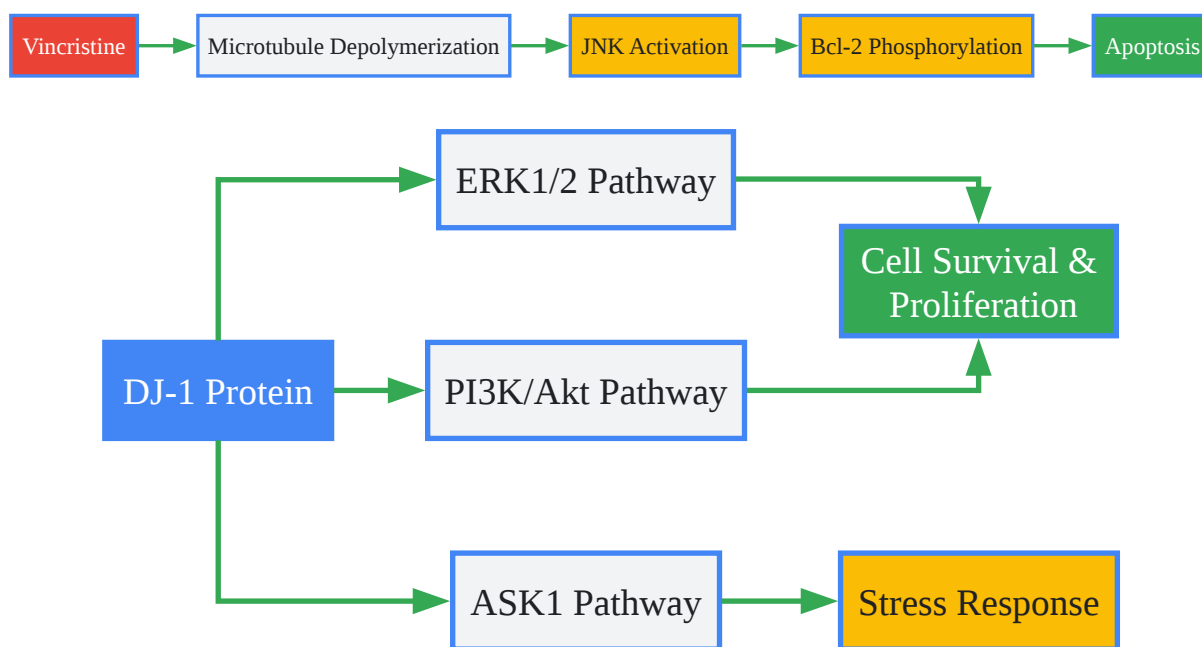 Vincristine
Microtubule Depolymerization
JNK Activation
Bcl-2 Phosphorylation
Apoptosis
ERK1/2 Pathway
Cell Survival &
Proliferation
DJ-1 Protein
PI3K/Akt Pathway
ASK1 Pathway
Stress Response